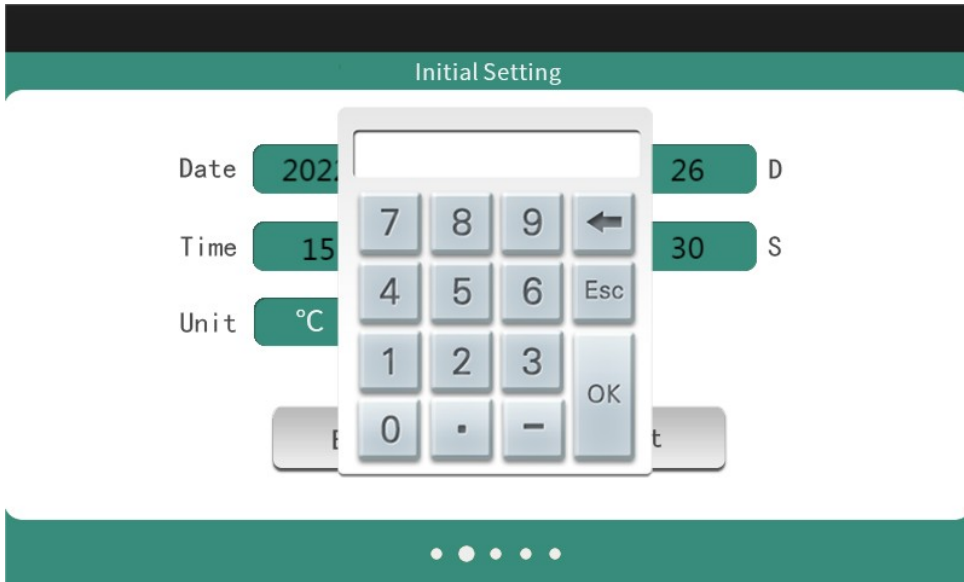 Initial Setting
Date 2022 26 D
Time 15 30 S
Unit °C
7 8 9
4 5 6 Esc
1 2 3
OK
0 . -